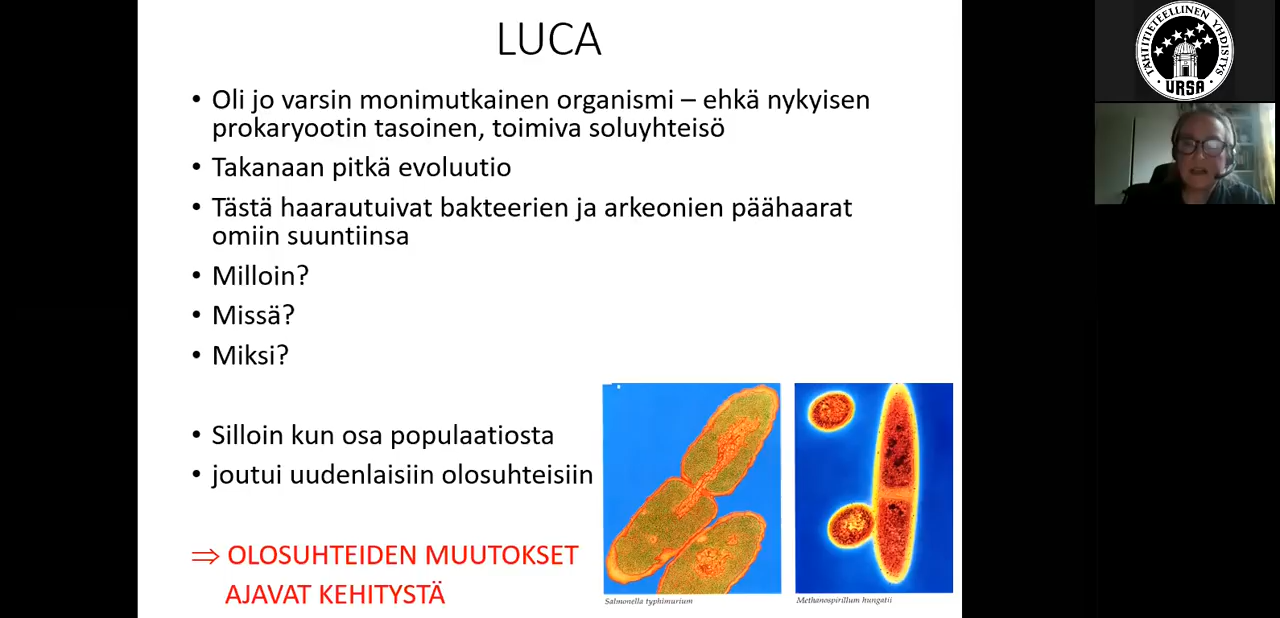 LUCA
• Oli jo varsin monimutkainen organismi – ehkä nykyisen
prokaryootin tasoinen, toimiva soluyhteisö
• Takanaan pitkä evoluutio
• Tästä haarautuivat bakteerien ja arkeonien päähaarat
omiin suuntiinsa
• Milloin?
• Missä?
• Miksi?
• Silloin kun osa populaatiosta
• joutui uudenlaisiin olosuhteisiin
⇒ OLOSUHTEIDEN MUUTOKSET
AJAVAT KEHITYSTÄ
Salmonella typhimurium
Methanospirillum hungatii
TÄHTITIETEELLINEN YHDISTYS
• URSA •